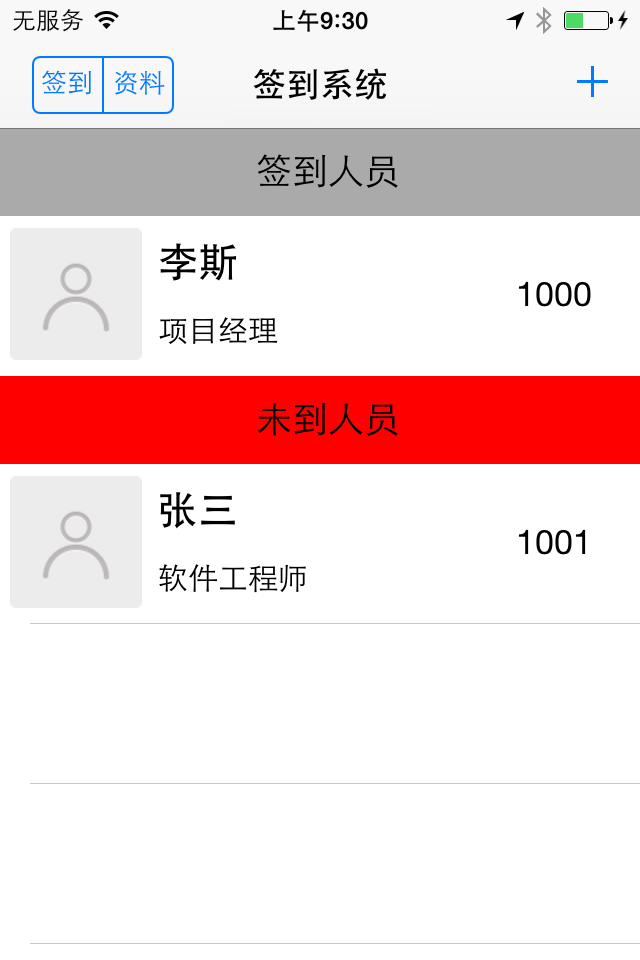 无服务 上午9:30
签到 资料 签到系统 +
签到人员
李斯
项目经理
1000
未到人员
张三
软件工程师
1001